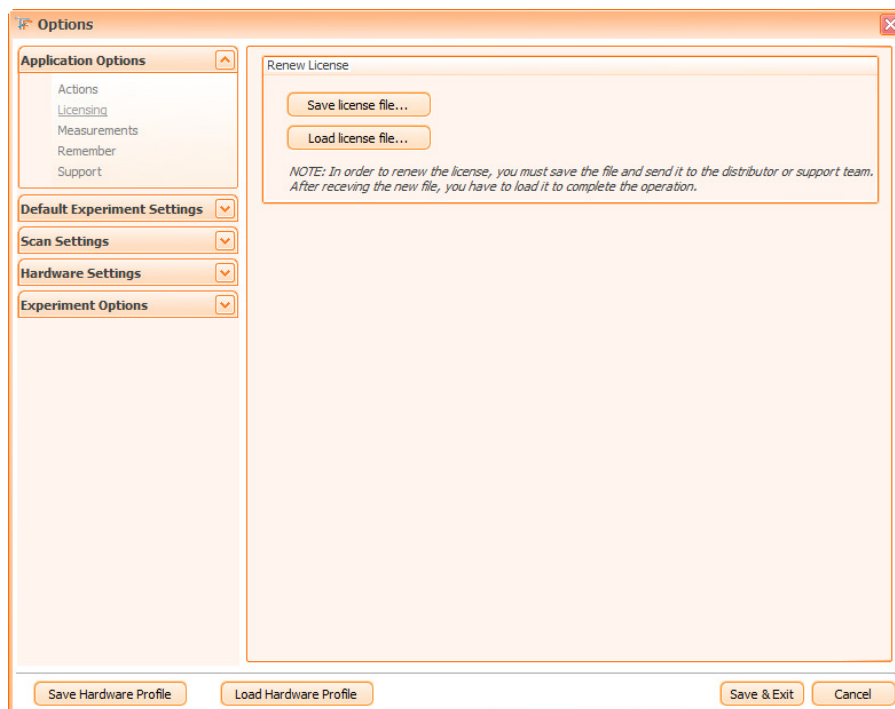 Options
Application Options
Actions
Licensing
Measurements
Remember
Support
Default Experiment Settings
Scan Settings
Hardware Settings
Experiment Options
Renew License
Save license file...
Load license file...
NOTE: In order to renew the license, you must save the file and send it to the distributor or support team.
After receving the new file, you have to load it to complete the operation.
Save Hardware Profile
Load Hardware Profile
Save & Exit
Cancel